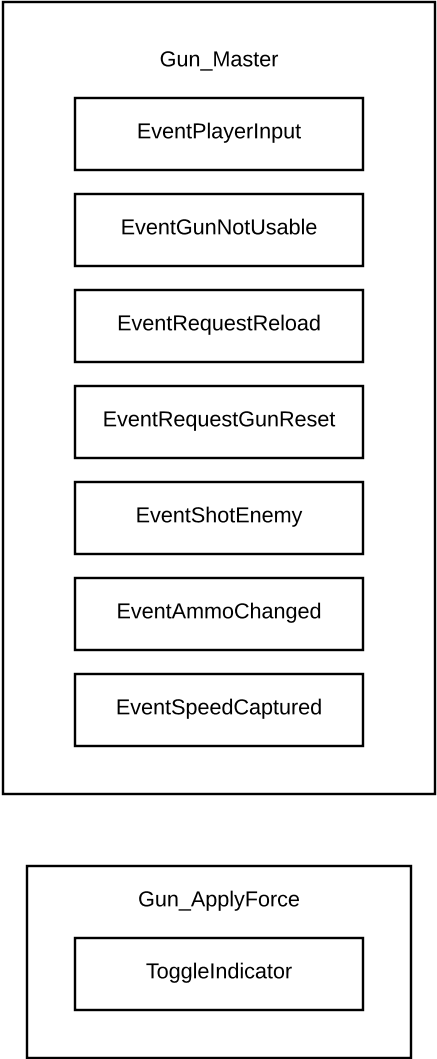 Gun_Master
EventPlayerInput
EventGunNotUsable
EventRequestReload
EventRequestGunReset
EventShotEnemy
EventAmmoChanged
EventSpeedCaptured
Gun_ApplyForce
ToggleIndicator